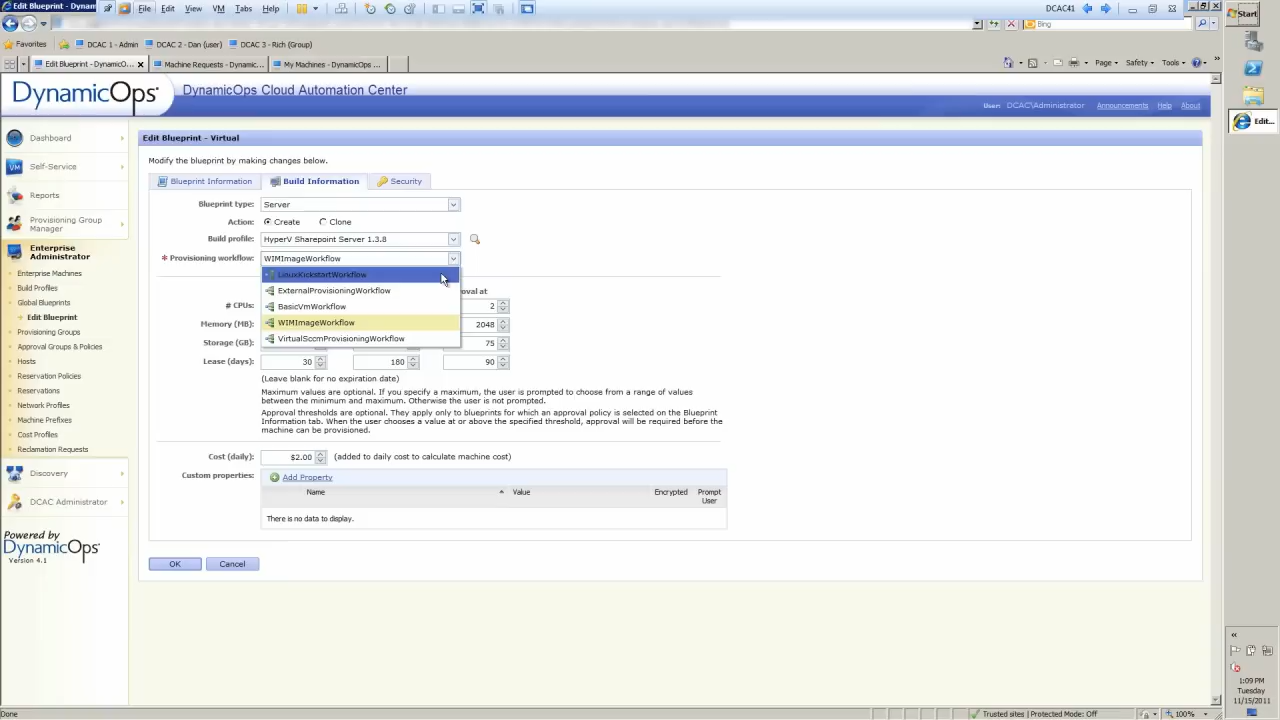 Edit Blueprint - Dynamic
File Edit View VM Tabs Help
DCAC41
Bing
Favorites DCAC 1 - Admin DCAC 2 - Dan (user) DCAC 3 - Rich (Group)
Edit Blueprint - DynamicO... Machine Requests - Dynamic... My Machines - DynamicOps ...
Page Safety Tools
DynamicOps
DynamicOps Cloud Automation Center
User: DCAC\Administrator Announcements Help About
Dashboard
VM Self-Service
Reports
Provisioning Group
Manager
Enterprise
Administrator
Enterprise Machines
Build Profiles
Global Blueprints
Edit Blueprint
Provisioning Groups
Approval Groups & Policies
Hosts
Reservation Policies
Reservations
Network Profiles
Machine Prefixes
Cost Profiles
Reclamation Requests
Discovery
DCAC Administrator
Powered by
DynamicOps
Version 4.1
Edit Blueprint - Virtual
Modify the blueprint by making changes below.
Blueprint Information Build Information Security
Blueprint type: Server
Action: Create Clone
Build profile: HyperV Sharepoint Server 1.3.8
* Provisioning workflow: WIMImageWorkflow
LinuxKickstartWorkflow
ExternalProvisioningWorkflow
BasicVmWorkflow
WIMImageWorkflow
VirtualSccmProvisioningWorkflow
oval at
# CPUs: 2
Memory (MB): 2048
Storage (GB): 75
Lease (days): 30 180 90
(Leave blank for no expiration date)
Maximum values are optional. If you specify a maximum, the user is prompted to choose from a range of values
between the minimum and maximum. Otherwise the user is not prompted.
Approval thresholds are optional. They apply only to blueprints for which an approval policy is selected on the Blueprint
Information tab. When the user chooses a value at or above the specified threshold, approval will be required before the
machine can be provisioned.
Cost (daily): $2.00 (added to daily cost to calculate machine cost)
Custom properties: Add Property
Name Value Encrypted Prompt
User
There is no data to display.
OK Cancel
Done
Trusted sites | Protected Mode: Off 100%
Start
Edit...
1:09 PM
Tuesday
11/15/2011